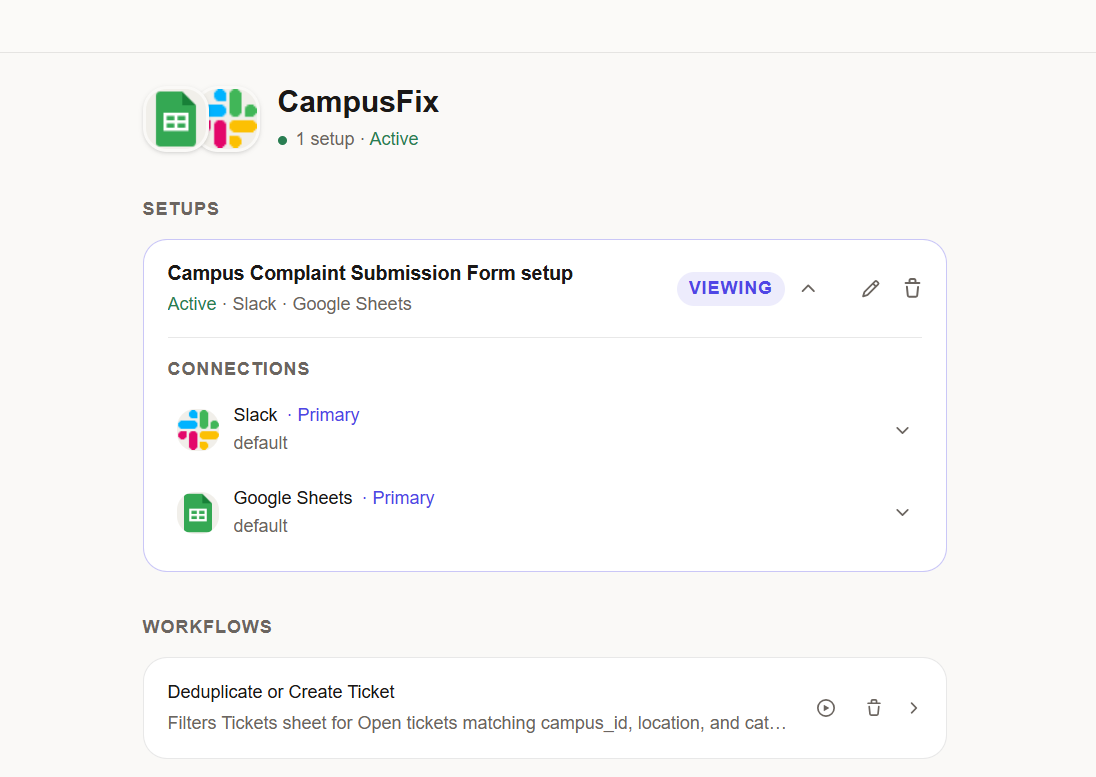 CampusFix
1 setup · Active
SETUPS
Campus Complaint Submission Form setup
Active · Slack · Google Sheets
VIEWING
CONNECTIONS
Slack · Primary
default
Google Sheets · Primary
default
WORKFLOWS
Deduplicate or Create Ticket
Filters Tickets sheet for Open tickets matching campus_id, location, and cat…